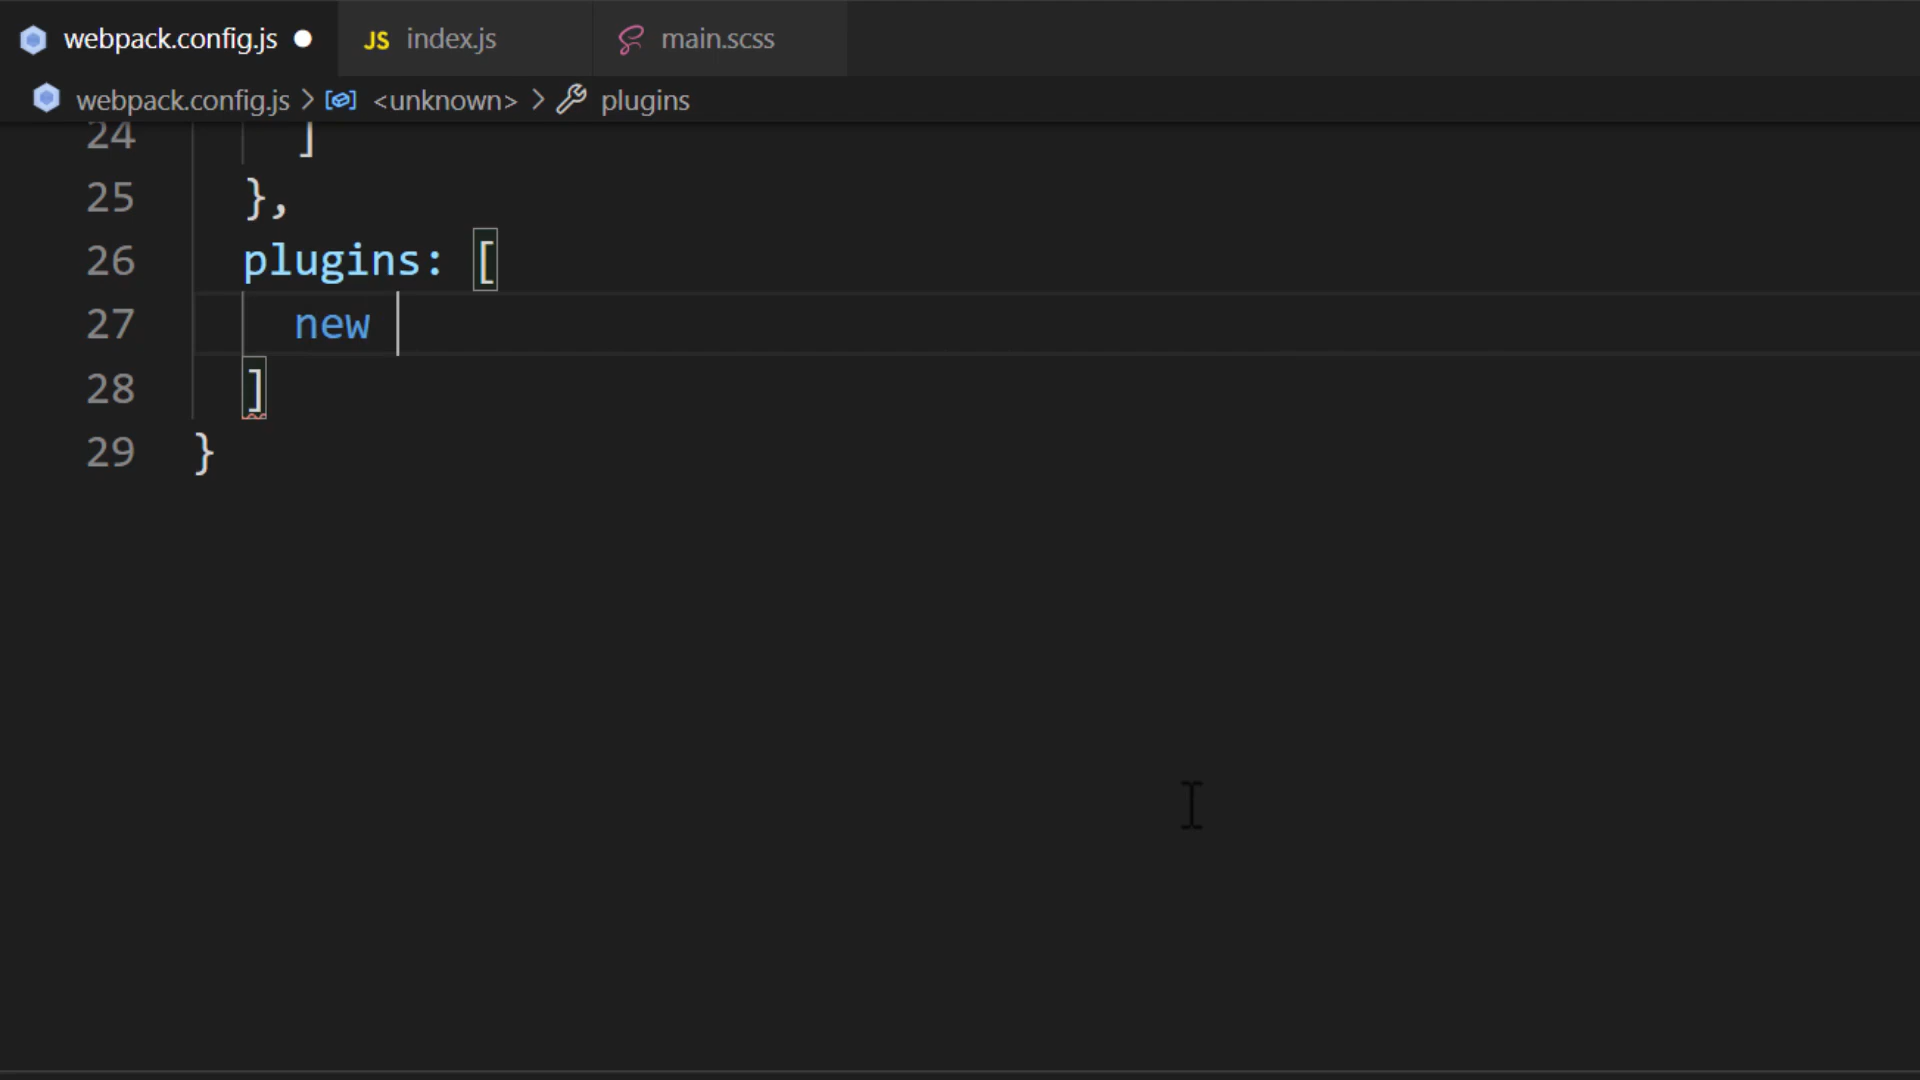 webpack.config.js JS index.js main.scss
webpack.config.js > <unknown> > plugins
24 ]
25 },
26 plugins: [
27 new
28 ]
29 }